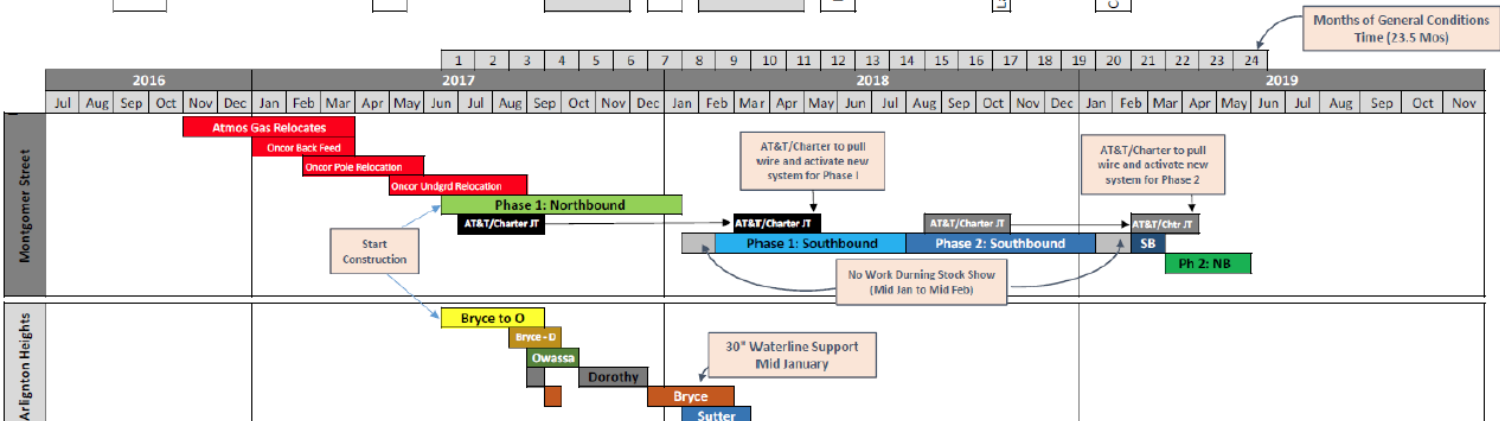 Months of General Conditions
Time (23.5 Mos)
1 2 3 4 5 6 7 8 9 10 11 12 13 14 15 16 17 18 19 20 21 22 23 24
2016 2017 2018 2019
Jul Aug Sep Oct Nov Dec Jan Feb Mar Apr May Jun Jul Aug Sep Oct Nov Dec Jan Feb Mar Apr May Jun Jul Aug Sep Oct Nov Dec Jan Feb Mar Apr May Jun Jul Aug Sep Oct Nov
Montgomer Street
Atmos Gas Relocates
Oncor Back Feed
Oncor Pole Relocation
Oncor Undgrd Relocation
AT&T/Charter to pull
wire and activate new
system for Phase I
AT&T/Charter to pull
wire and activate new
system for Phase 2
Phase 1: Northbound
AT&T/Charter JT
AT&T/Charter JT
AT&T/Charter JT
AT&T/Chtr JT
Start
Construction
Phase 1: Southbound
Phase 2: Southbound
SB
Ph 2: NB
No Work Durning Stock Show
(Mid Jan to Mid Feb)
Arlignton Heights
Bryce to O
Bryce - D
Owassa
Dorothy
30" Waterline Support
Mid January
Bryce
Sutter